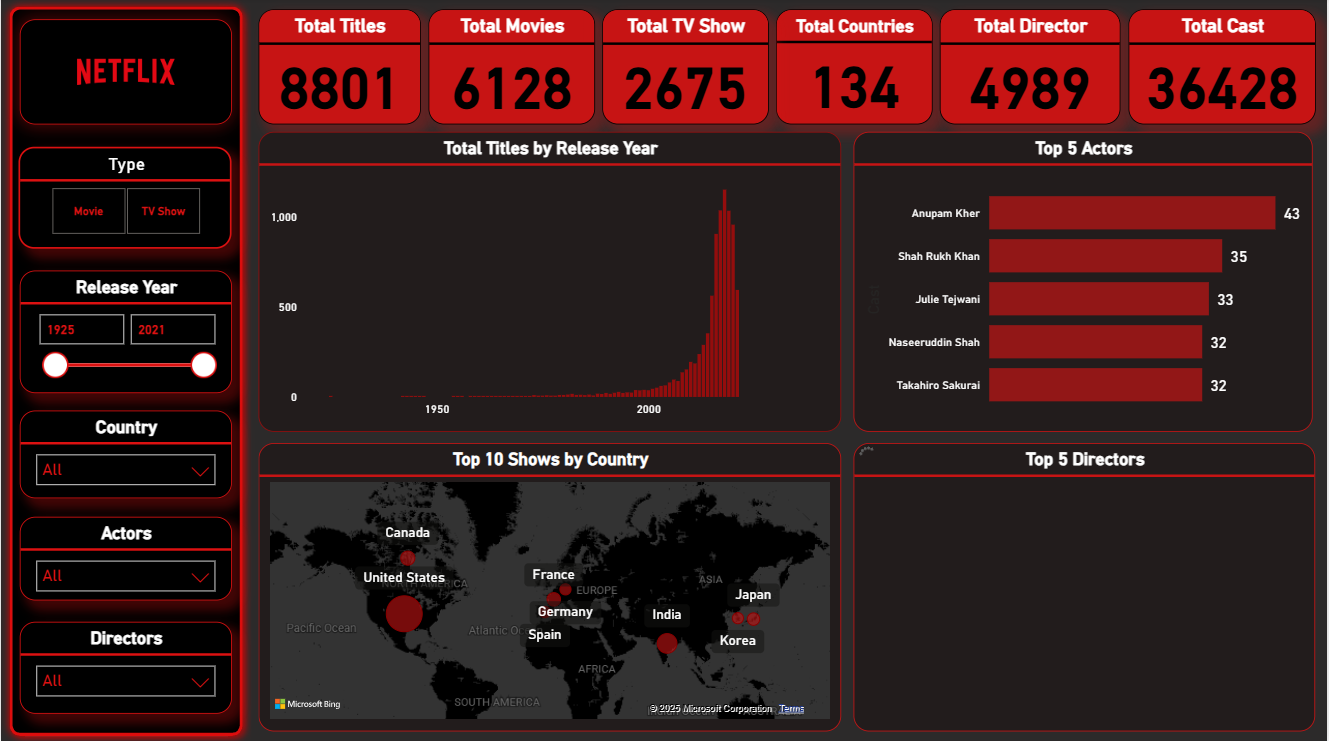 NETFLIX
Type
Movie TV Show
Release Year
1925 2021
Country
All
Actors
All
Directors
All
Total Titles
8801
Total Movies
6128
Total TV Show
2675
Total Countries
134
Total Director
4989
Total Cast
36428
Total Titles by Release Year
1,000
500
0
1950 2000
Top 5 Actors
Cast
Anupam Kher 43
Shah Rukh Khan 35
Julie Tejwani 33
Naseeruddin Shah 32
Takahiro Sakurai 32
Top 10 Shows by Country
Canada
United States
NORTH AMERICA
France
EUROPE
ASIA
Germany
Japan
India
Pacific Ocean
Atlantic
Spain
Korea
AFRICA
SOUTH AMERICA
Microsoft Bing
© 2025 Microsoft Corporation Terms
Top 5 Directors